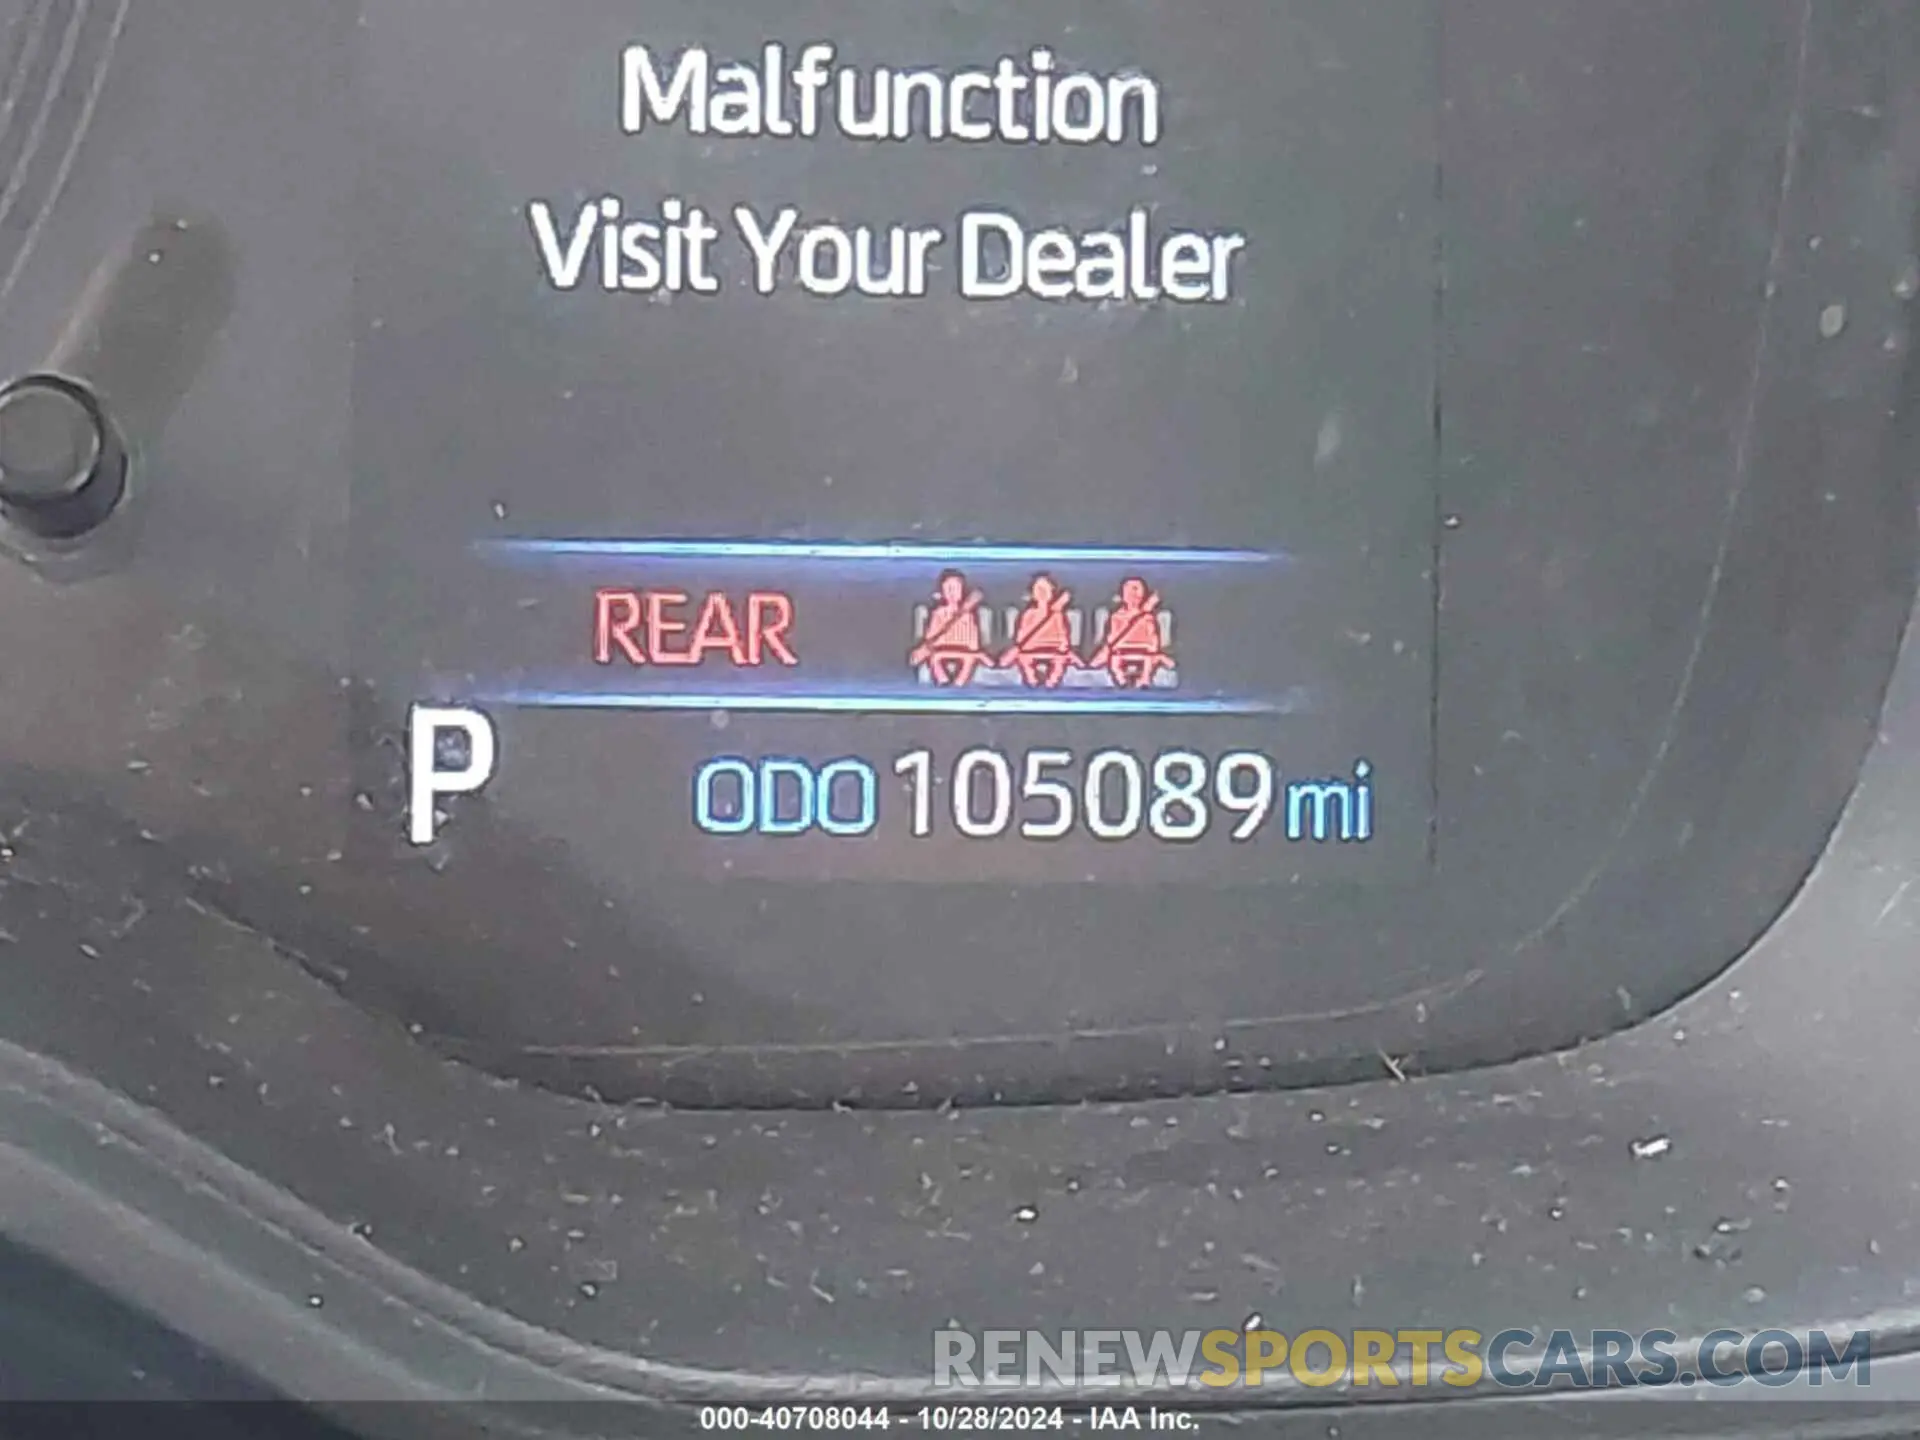 Malfunction
Visit Your Dealer
REAR
P
ODO 105089 mi
RENEWSPORTSCARS.COM
000-40708044 - 10/28/2024 - IAA Inc.